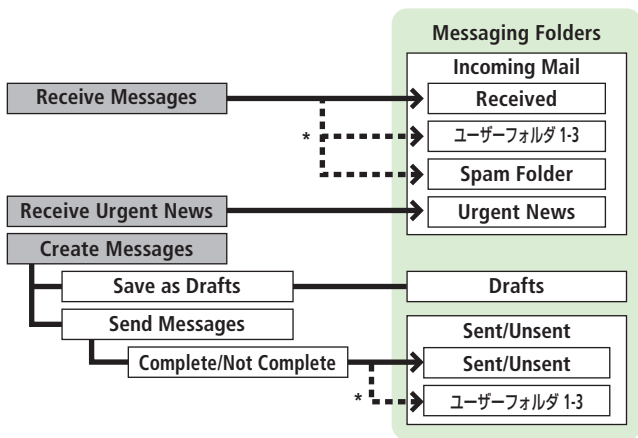 Messaging Folders
Incoming Mail
Receive Messages
Received
*
ユーザーフォルダ 1-3
Spam Folder
Receive Urgent News
Urgent News
Create Messages
Save as Drafts
Drafts
Send Messages
Sent/Unsent
Complete/Not Complete
Sent/Unsent
*
ユーザーフォルダ 1-3